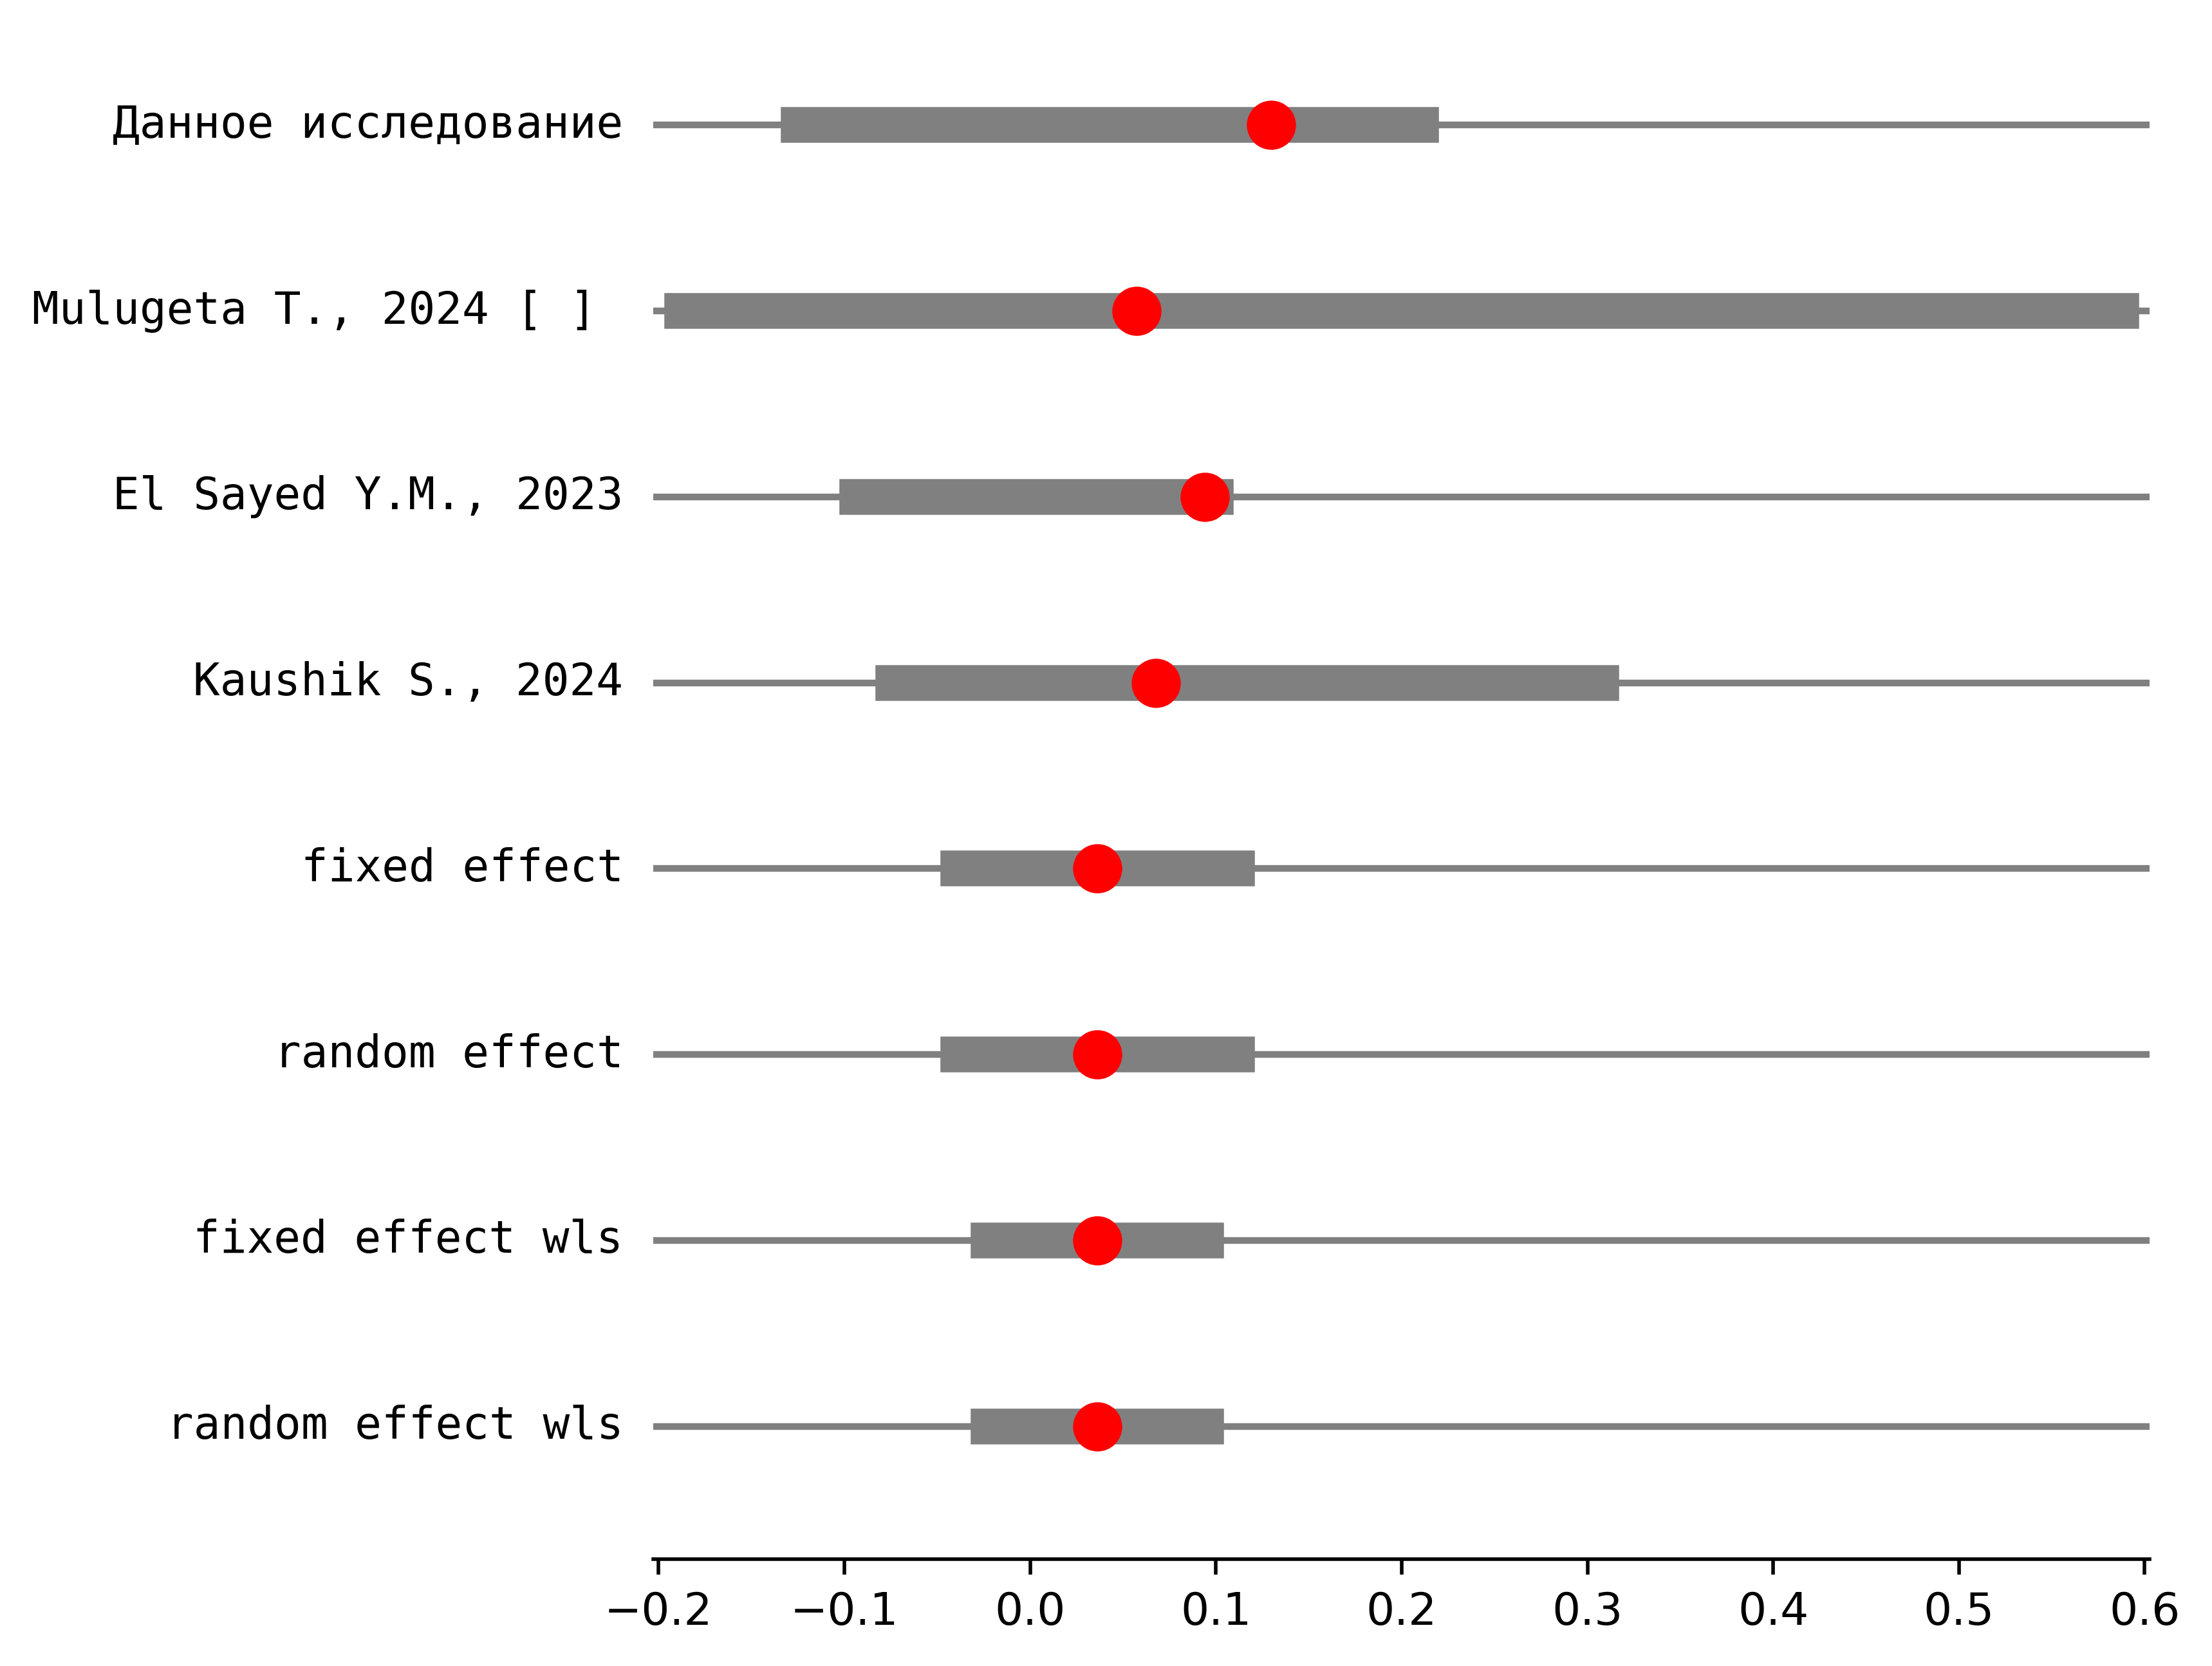 Данное исследование
Mulugeta T., 2024 [ ]
El Sayed Y.M., 2023
Kaushik S., 2024
fixed effect
random effect
fixed effect wls
random effect wls
−0.2 −0.1 0.0 0.1 0.2 0.3 0.4 0.5 0.6